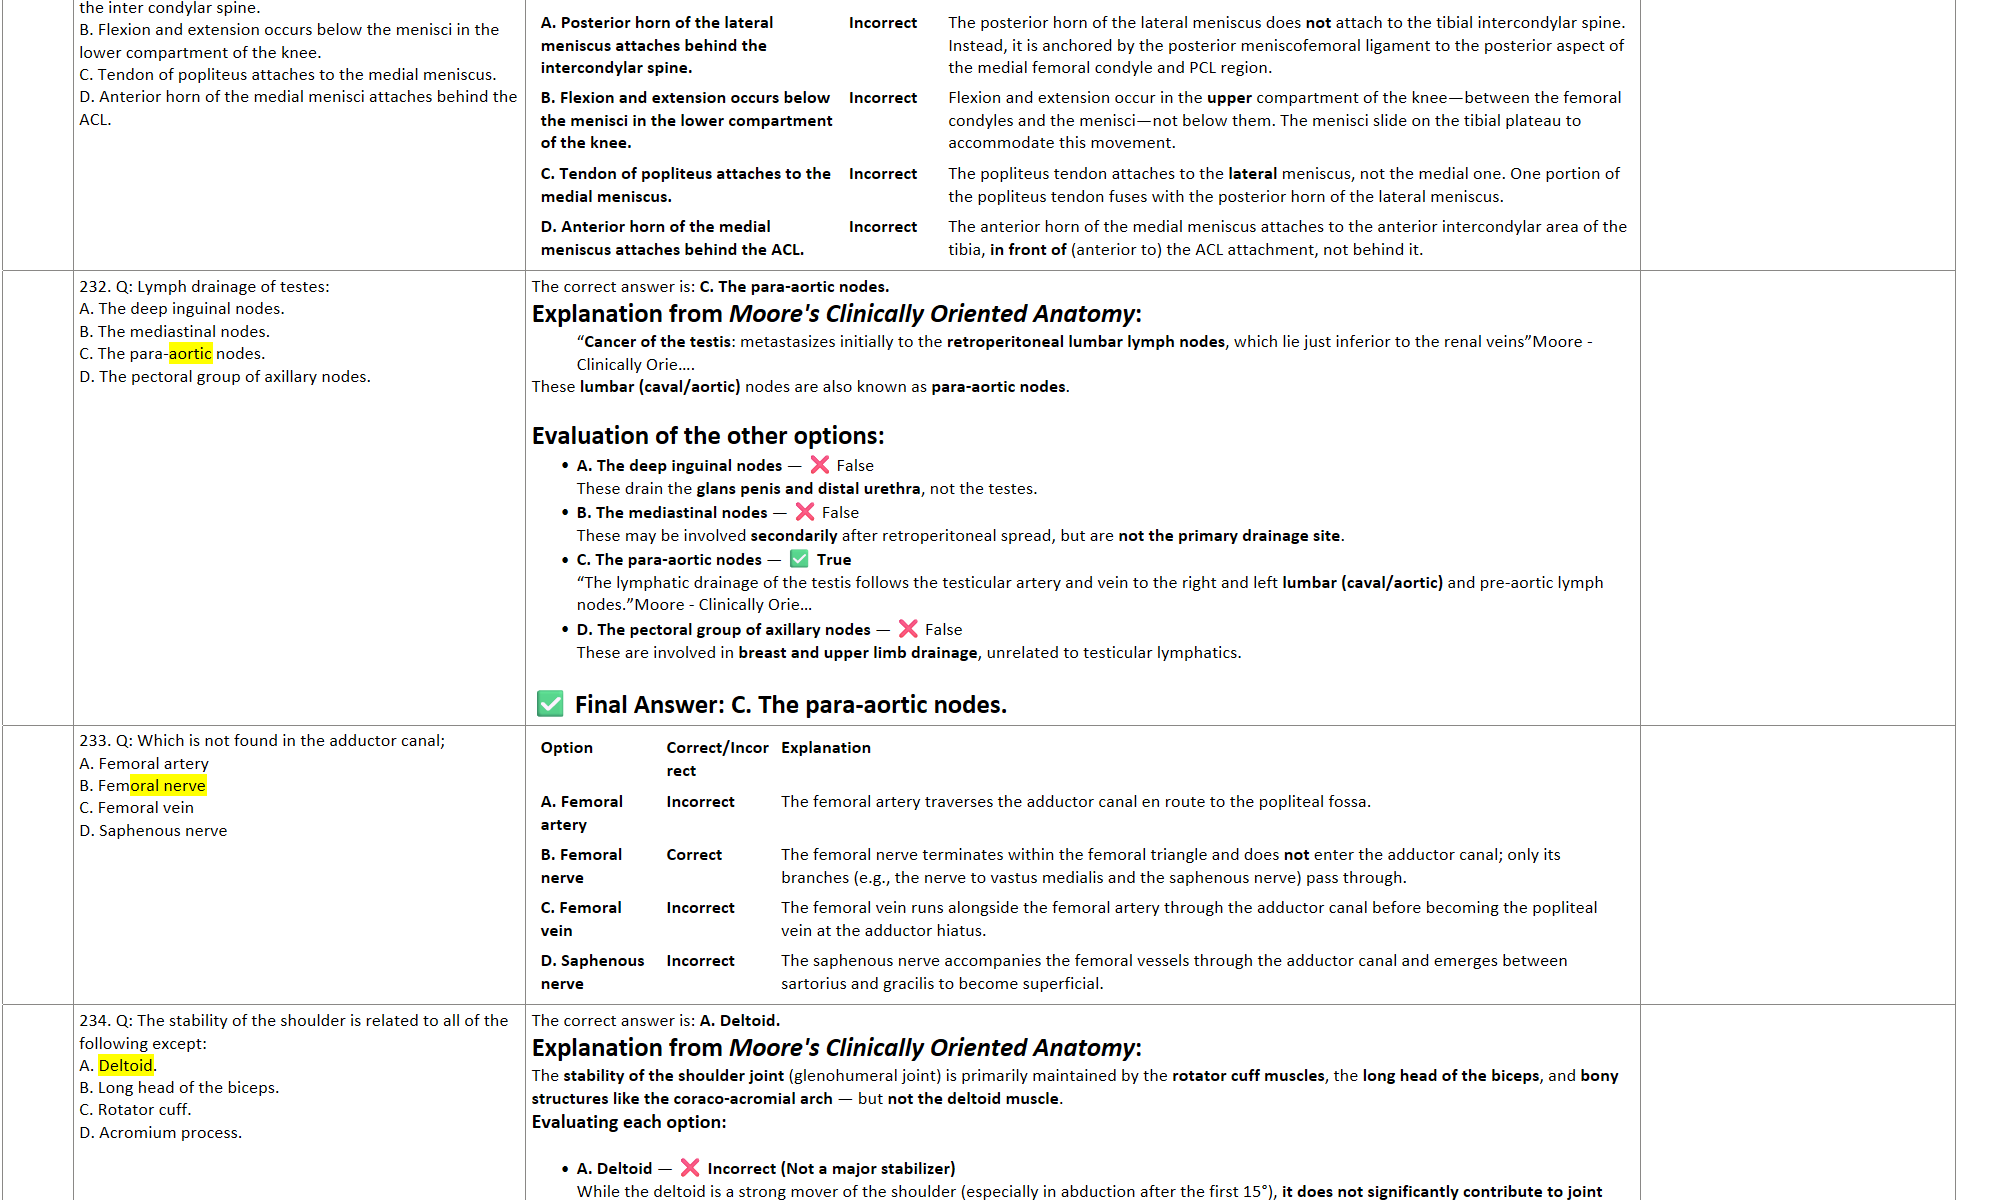 the inter condylar spine.
B. Flexion and extension occurs below the menisci in the
lower compartment of the knee.
C. Tendon of popliteus attaches to the medial meniscus.
D. Anterior horn of the medial menisci attaches behind the
ACL.
A. Posterior horn of the lateral
meniscus attaches behind the
intercondylar spine.
Incorrect
The posterior horn of the lateral meniscus does not attach to the tibial intercondylar spine.
Instead, it is anchored by the posterior meniscofemoral ligament to the posterior aspect of
the medial femoral condyle and PCL region.
B. Flexion and extension occurs below
the menisci in the lower compartment
of the knee.
Incorrect
Flexion and extension occur in the upper compartment of the knee—between the femoral
condyles and the menisci—not below them. The menisci slide on the tibial plateau to
accommodate this movement.
C. Tendon of popliteus attaches to the
medial meniscus.
Incorrect
The popliteus tendon attaches to the lateral meniscus, not the medial one. One portion of
the popliteus tendon fuses with the posterior horn of the lateral meniscus.
D. Anterior horn of the medial
meniscus attaches behind the ACL.
Incorrect
The anterior horn of the medial meniscus attaches to the anterior intercondylar area of the
tibia, in front of (anterior to) the ACL attachment, not behind it.
232. Q: Lymph drainage of testes:
A. The deep inguinal nodes.
B. The mediastinal nodes.
C. The para-aortic nodes.
D. The pectoral group of axillary nodes.
The correct answer is: C. The para-aortic nodes.
Explanation from Moore's Clinically Oriented Anatomy:
“Cancer of the testis: metastasizes initially to the retroperitoneal lumbar lymph nodes, which lie just inferior to the renal veins”Moore -
Clinically Orie….
These lumbar (caval/aortic) nodes are also known as para-aortic nodes.
Evaluation of the other options:
• A. The deep inguinal nodes — ❌ False
These drain the glans penis and distal urethra, not the testes.
• B. The mediastinal nodes — ❌ False
These may be involved secondarily after retroperitoneal spread, but are not the primary drainage site.
• C. The para-aortic nodes — ✅ True
“The lymphatic drainage of the testis follows the testicular artery and vein to the right and left lumbar (caval/aortic) and pre-aortic lymph
nodes.”Moore - Clinically Orie…
• D. The pectoral group of axillary nodes — ❌ False
These are involved in breast and upper limb drainage, unrelated to testicular lymphatics.
✅ Final Answer: C. The para-aortic nodes.
233. Q: Which is not found in the adductor canal;
A. Femoral artery
B. Femoral nerve
C. Femoral vein
D. Saphenous nerve
Option
Correct/Incor
rect
Explanation
A. Femoral
artery
Incorrect
The femoral artery traverses the adductor canal en route to the popliteal fossa.
B. Femoral
nerve
Correct
The femoral nerve terminates within the femoral triangle and does not enter the adductor canal; only its
branches (e.g., the nerve to vastus medialis and the saphenous nerve) pass through.
C. Femoral
vein
Incorrect
The femoral vein runs alongside the femoral artery through the adductor canal before becoming the popliteal
vein at the adductor hiatus.
D. Saphenous
nerve
Incorrect
The saphenous nerve accompanies the femoral vessels through the adductor canal and emerges between
sartorius and gracilis to become superficial.
234. Q: The stability of the shoulder is related to all of the
following except:
A. Deltoid.
B. Long head of the biceps.
C. Rotator cuff.
D. Acromium process.
The correct answer is: A. Deltoid.
Explanation from Moore's Clinically Oriented Anatomy:
The stability of the shoulder joint (glenohumeral joint) is primarily maintained by the rotator cuff muscles, the long head of the biceps, and bony
structures like the coraco-acromial arch — but not the deltoid muscle.
Evaluating each option:
• A. Deltoid — ❌ Incorrect (Not a major stabilizer)
While the deltoid is a strong mover of the shoulder (especially in abduction after the first 15°), it does not significantly contribute to joint